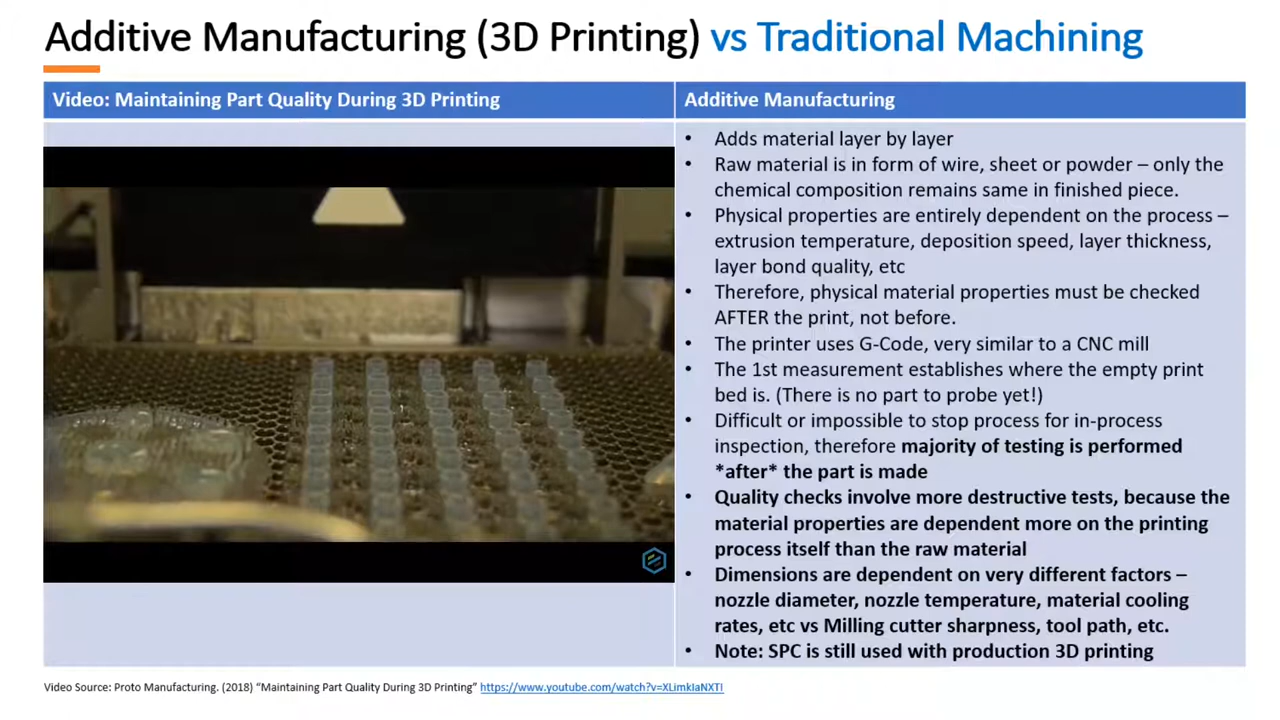 Additive Manufacturing (3D Printing) vs Traditional Machining
Video: Maintaining Part Quality During 3D Printing
Additive Manufacturing
• Adds material layer by layer
• Raw material is in form of wire, sheet or powder – only the
chemical composition remains same in finished piece.
• Physical properties are entirely dependent on the process –
extrusion temperature, deposition speed, layer thickness,
layer bond quality, etc
• Therefore, physical material properties must be checked
AFTER the print, not before.
• The printer uses G-Code, very similar to a CNC mill
• The 1st measurement establishes where the empty print
bed is. (There is no part to probe yet!)
• Difficult or impossible to stop process for in-process
inspection, therefore majority of testing is performed
*after* the part is made
• Quality checks involve more destructive tests, because the
material properties are dependent more on the printing
process itself than the raw material
• Dimensions are dependent on very different factors –
nozzle diameter, nozzle temperature, material cooling
rates, etc vs Milling cutter sharpness, tool path, etc.
• Note: SPC is still used with production 3D printing
Video Source: Proto Manufacturing. (2018) “Maintaining Part Quality During 3D Printing” https://www.youtube.com/watch?v=XLimkIaNXTI